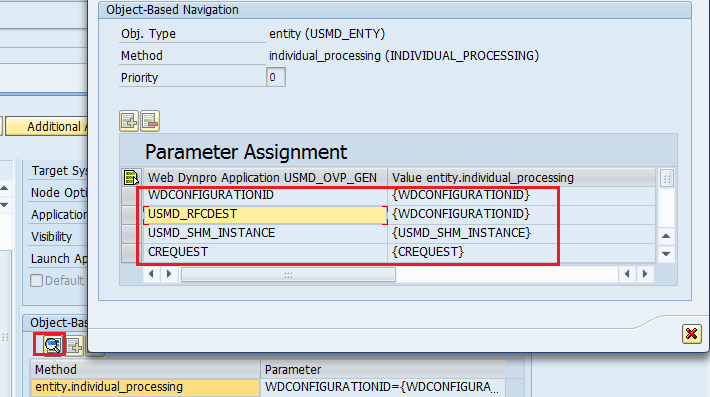 Object-Based Navigation
Obj. Type entity (USMD_ENTY)
Method individual_processing (INDIVIDUAL_PROCESSING)
Priority 0
Additional A
Parameter Assignment
Target Sys
Web Dynpro Application USMD_OVP_GEN Value entity.individual_processing
Node Opti
WDCONFIGURATIONID {WDCONFIGURATIONID}
Application
USMD_RFCDEST {WDCONFIGURATIONID}
Visibility
USMD_SHM_INSTANCE {USMD_SHM_INSTANCE}
Launch Ap
CREQUEST {CREQUEST}
Default
Object-Bas
Method Parameter
entity.individual_processing WDCONFIGURATIONID={WDCONFIGURA...